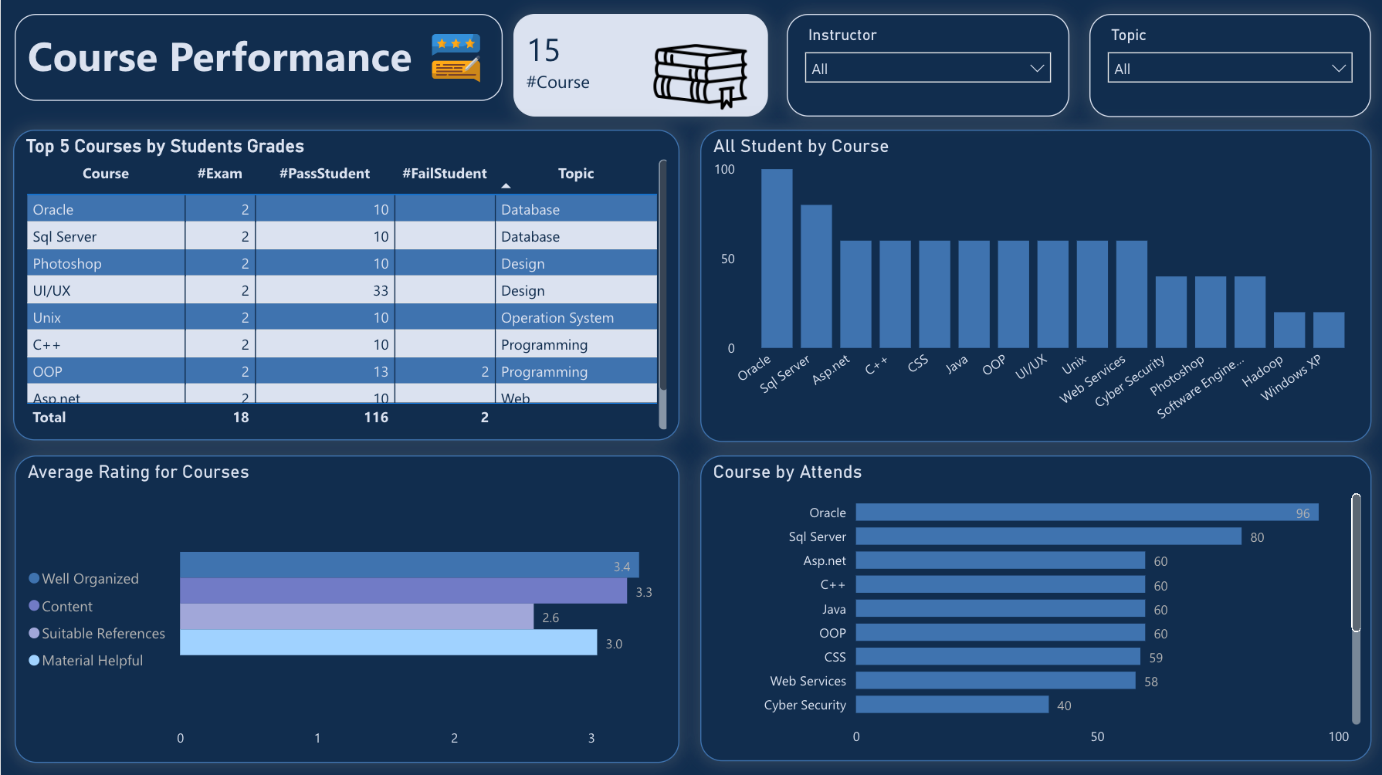 Course Performance
15
#Course
Instructor
All
Topic
All
Top 5 Courses by Students Grades
Course #Exam #PassStudent #FailStudent Topic
Oracle 2 10 Database
Sql Server 2 10 Database
Photoshop 2 10 Design
UI/UX 2 33 Design
Unix 2 10 Operation System
C++ 2 10 Programming
OOP 2 13 2 Programming
Asp.net 2 10 Web
Total 18 116 2
All Student by Course
100
50
0
Oracle Sql Server Asp.net C++ CSS Java OOP UI/UX Unix Web Services Cyber Security Photoshop Software Engine... Hadoop Windows XP
Average Rating for Courses
Well Organized
Content
Suitable References
Material Helpful
3.4
3.3
2.6
3.0
0 1 2 3
Course by Attends
Oracle 96
Sql Server 80
Asp.net 60
C++ 60
Java 60
OOP 60
CSS 59
Web Services 58
Cyber Security 40
0 50 100